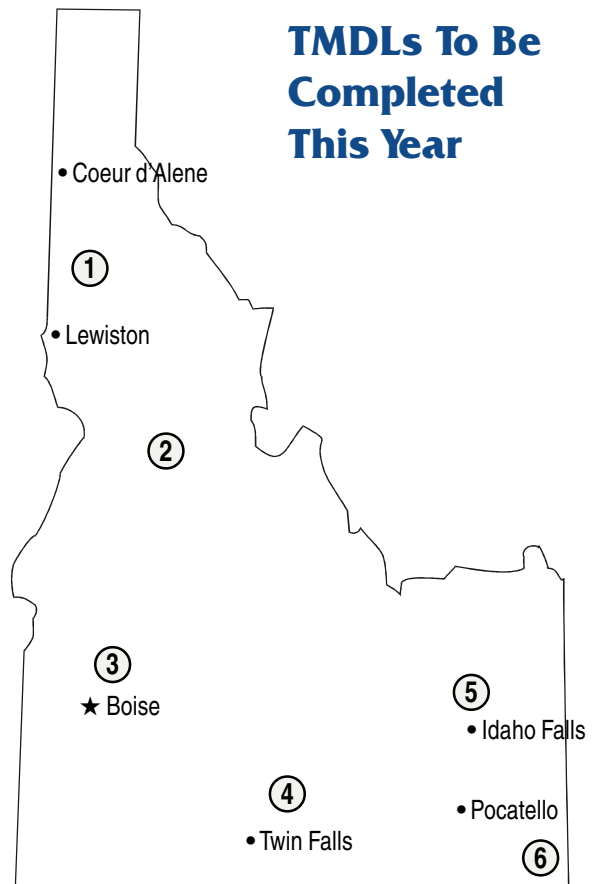 TMDLs To Be
Completed
This Year
• Coeur d'Alene
1
• Lewiston
2
3
★ Boise
5
• Idaho Falls
4
• Pocatello
• Twin Falls
6